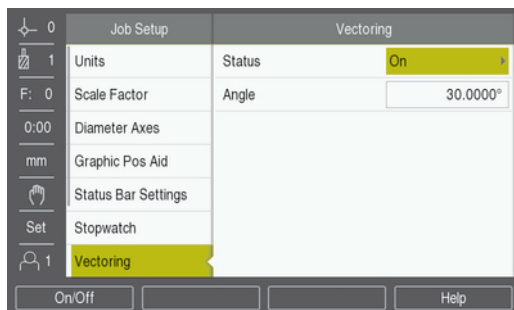 0 Job Setup Vectoring
1 Units Status On
F: 0 Scale Factor Angle 30.0000°
0:00 Diameter Axes
mm Graphic Pos Aid
Status Bar Settings
Set Stopwatch
1 Vectoring
On/Off Help